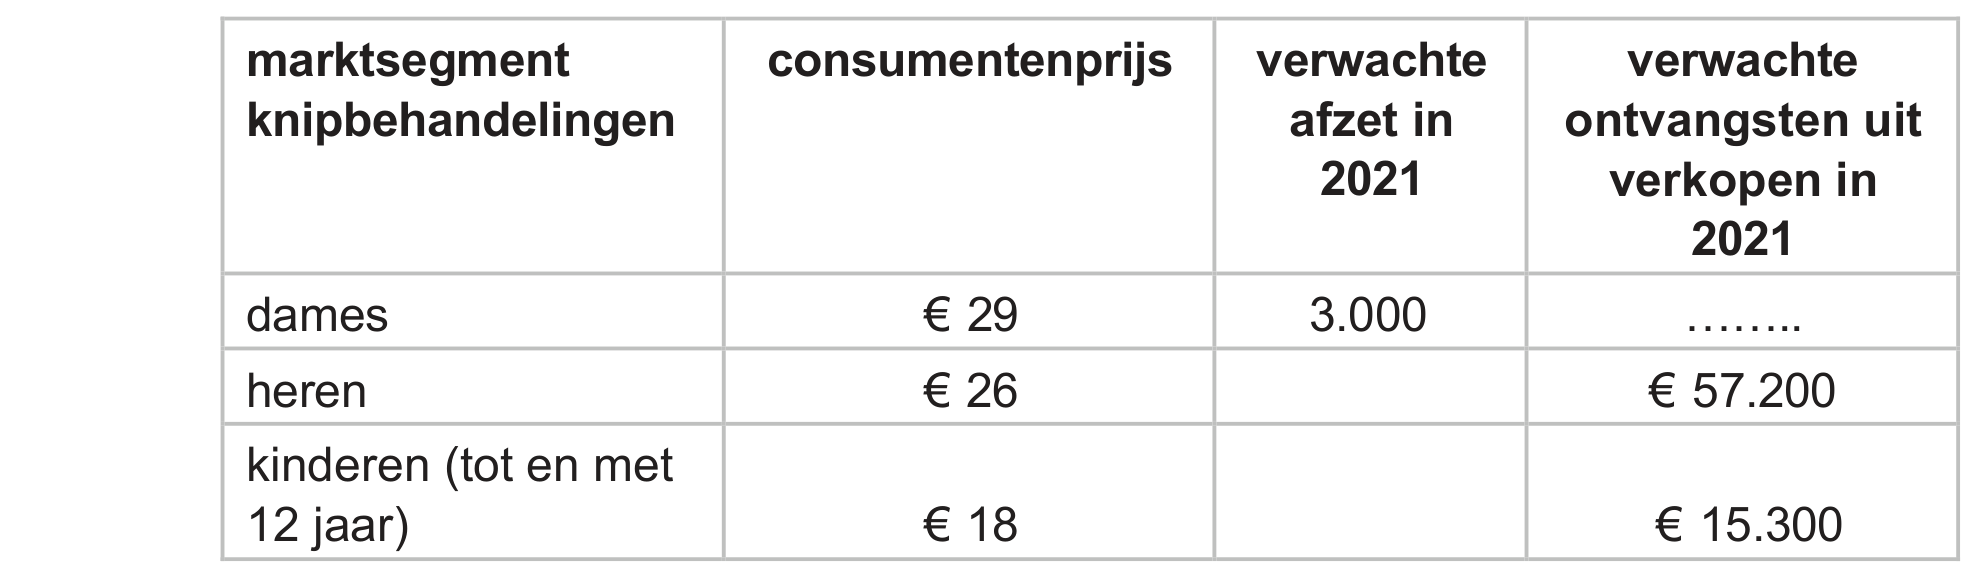 marktsegment knipbehandelingen
consumentenprijs
verwachte afzet in 2021
verwachte ontvangsten uit verkopen in 2021
dames € 29 3.000 ……..
heren € 26 € 57.200
kinderen (tot en met
12 jaar) € 18 € 15.300